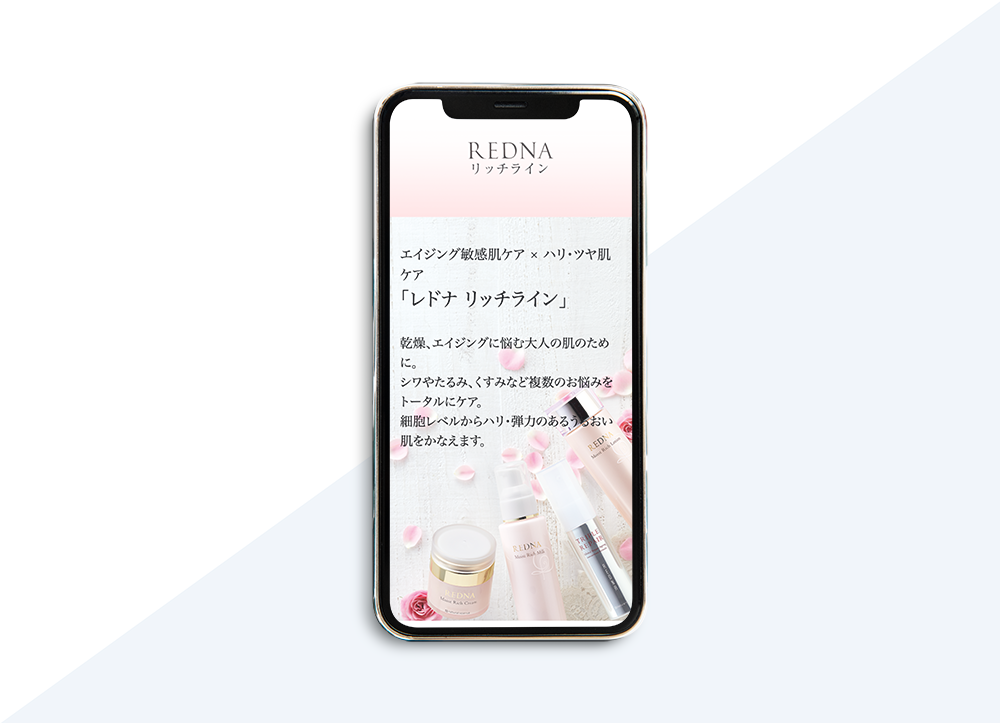 REDNA
リッチライン
エイジング敏感肌ケア × ハリ・ツヤ肌
ケア
「レドナ リッチライン」
乾燥、エイジングに悩む大人の肌のため
に。
シワやたるみ、くすみなど複数のお悩みを
トータルにケア。
細胞レベルからハリ・弾力のあるうるおい
肌をかなえます。
REDNA
Moist Rich Lotion
REDNA
Moist Rich Milk
REDNA
Moist Rich Cream